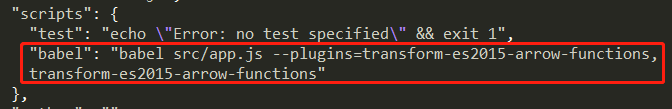 "scripts": {
"test": "echo \"Error: no test specified\" && exit 1",
"babel": "babel src/app.js --plugins=transform-es2015-arrow-functions,
transform-es2015-arrow-functions"
},